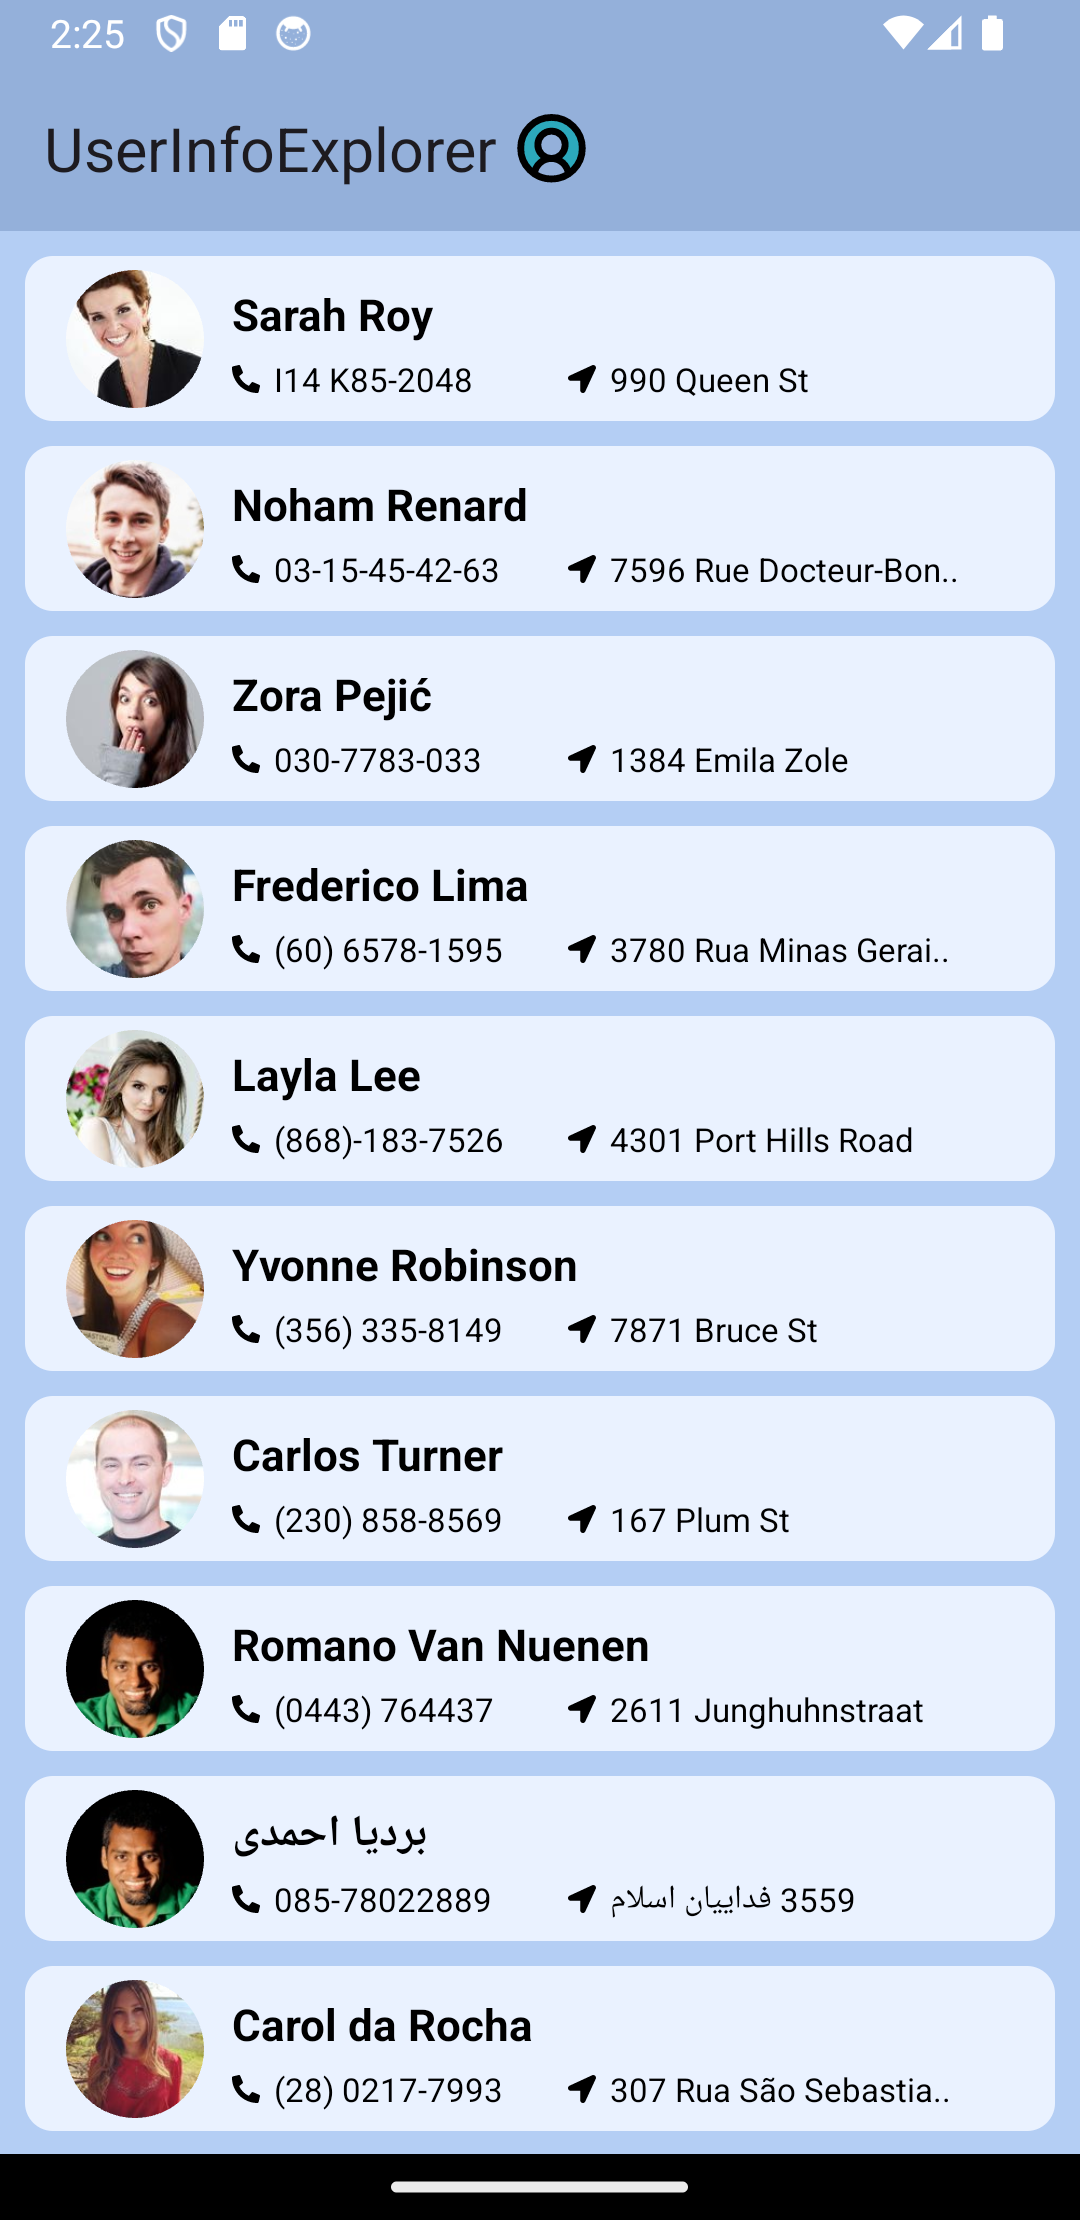 2:25
UserInfoExplorer
Sarah Roy
I14 K85-2048 990 Queen St
Noham Renard
03-15-45-42-63 7596 Rue Docteur-Bon..
Zora Pejić
030-7783-033 1384 Emila Zole
Frederico Lima
(60) 6578-1595 3780 Rua Minas Gerai..
Layla Lee
(868)-183-7526 4301 Port Hills Road
Yvonne Robinson
(356) 335-8149 7871 Bruce St
Carlos Turner
(230) 858-8569 167 Plum St
Romano Van Nuenen
(0443) 764437 2611 Junghuhnstraat
بردیا احمدی
085-78022889 3559 فداییان اسلام
Carol da Rocha
(28) 0217-7993 307 Rua São Sebastia..